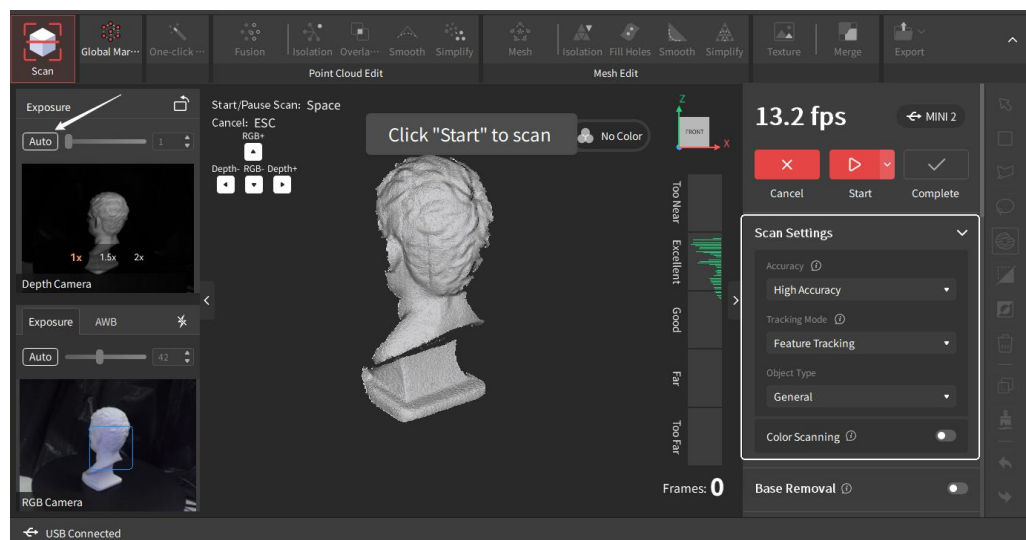 Scan
Global Mar···
One-click ···
Fusion
Isolation
Overla···
Smooth
Simplify
Point Cloud Edit
Mesh
Isolation
Fill Holes
Smooth
Simplify
Mesh Edit
Texture
Merge
Export
Exposure
Auto
1
1x 1.5x 2x
Depth Camera
Exposure AWB
Auto
42
RGB Camera
Start/Pause Scan: Space
Cancel: ESC
RGB+
Depth- RGB- Depth+
Click "Start" to scan
No Color
Z
FRONT
X
Too Near
Excellent
Good
Far
Too Far
Frames: 0
13.2 fps
MINI 2
Cancel
Start
Complete
Scan Settings
Accuracy
High Accuracy
Tracking Mode
Feature Tracking
Object Type
General
Color Scanning
Base Removal
USB Connected